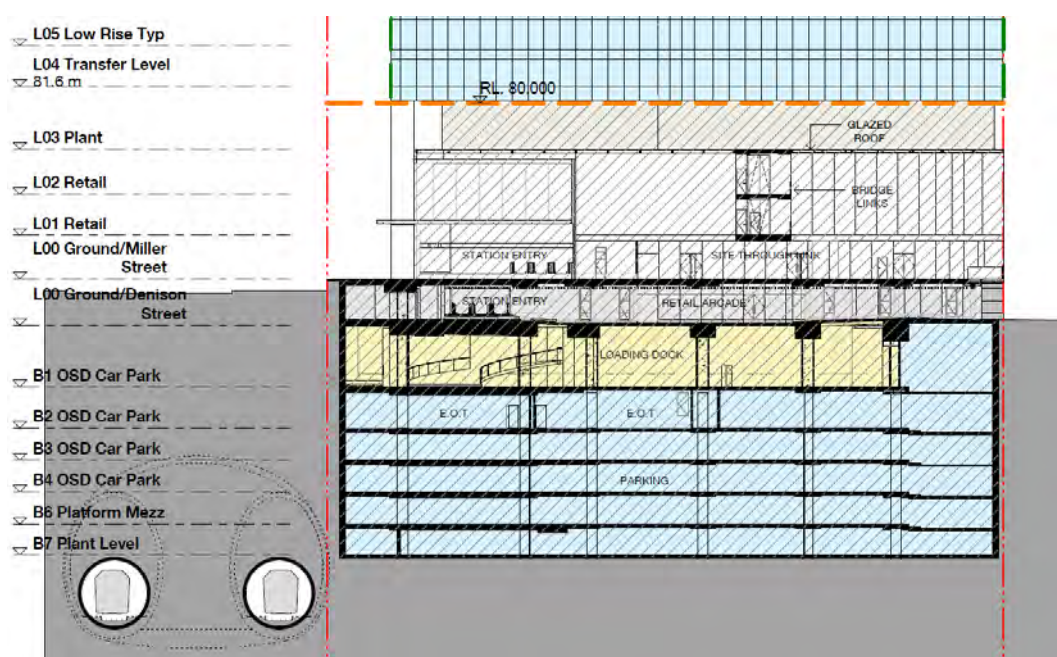 L05 Low Rise Typ
L04 Transfer Level
81.6 m
RL. 80.000
GLAZED
ROOF
L03 Plant
L02 Retail
BRIDGE
LINKS
L01 Retail
L00 Ground/Miller
Street
STATION ENTRY
SITE THROUGH LINK
L00 Ground/Denison
Street
STATION ENTRY
RETAIL ARCADE
LOADING DOCK
B1 OSD Car Park
E.O.T
E.O.T
B2 OSD Car Park
B3 OSD Car Park
PARKING
B4 OSD Car Park
B6 Platform Mezz
B7 Plant Level